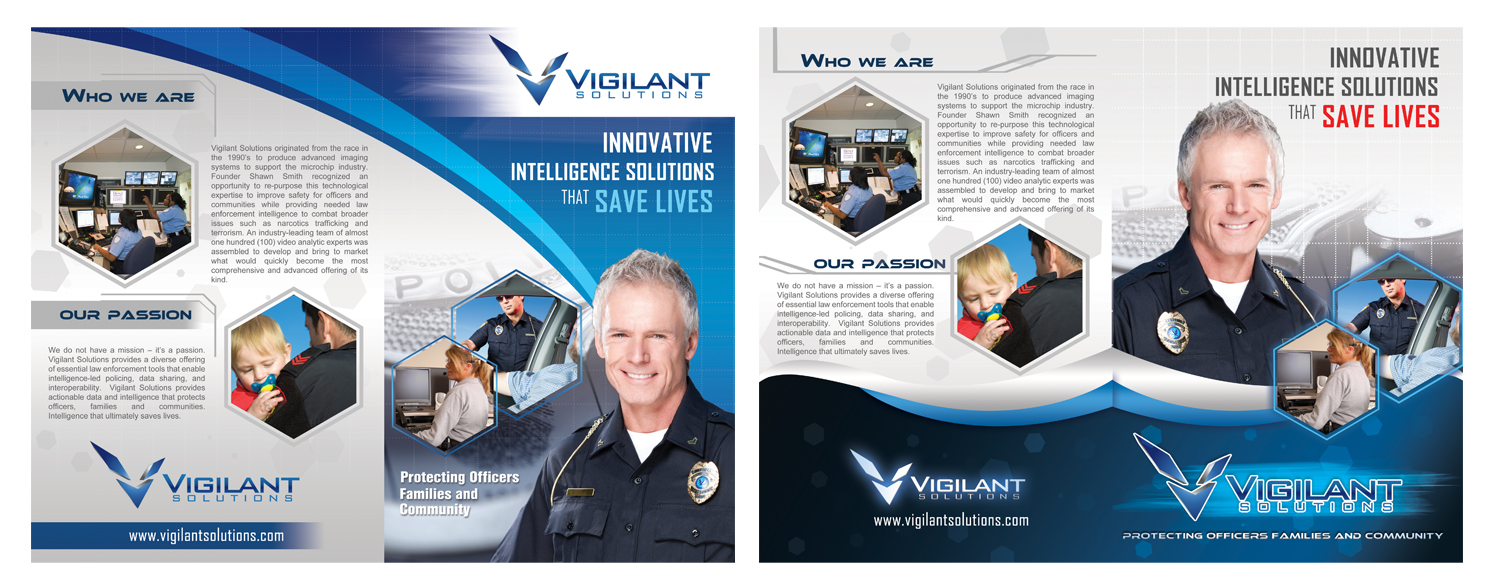 WHO WE ARE
Vigilant Solutions originated from the race in
the 1990's to produce advanced imaging
systems to support the microchip industry.
Founder Shawn Smith recognized an
opportunity to re-purpose this technological
expertise to improve safety for officers and
communities while providing needed law
enforcement intelligence to combat broader
issues such as narcotics trafficking and
terrorism. An industry-leading team of almost
one hundred (100) video analytic experts was
assembled to develop and bring to market
what would quickly become the most
comprehensive and advanced offering of its
kind.
OUR PASSION
We do not have a mission – it's a passion.
Vigilant Solutions provides a diverse offering
of essential law enforcement tools that enable
intelligence-led policing, data sharing, and
interoperability. Vigilant Solutions provides
actionable data and intelligence that protects
officers, families and communities.
Intelligence that ultimately saves lives.
VIGILANT
SOLUTIONS
www.vigilantsolutions.com
VIGILANT
SOLUTIONS
INNOVATIVE
INTELLIGENCE SOLUTIONS
THAT SAVE LIVES
POLI
Protecting Officers
Families and
Community
WHO WE ARE
Vigilant Solutions originated from the race in
the 1990's to produce advanced imaging
systems to support the microchip industry.
Founder Shawn Smith recognized an
opportunity to re-purpose this technological
expertise to improve safety for officers and
communities while providing needed law
enforcement intelligence to combat broader
issues such as narcotics trafficking and
terrorism. An industry-leading team of almost
one hundred (100) video analytic experts was
assembled to develop and bring to market
what would quickly become the most
comprehensive and advanced offering of its
kind.
OUR PASSION
We do not have a mission – it's a passion.
Vigilant Solutions provides a diverse offering
of essential law enforcement tools that enable
intelligence-led policing, data sharing, and
interoperability. Vigilant Solutions provides
actionable data and intelligence that protects
officers, families and communities.
Intelligence that ultimately saves lives.
VIGILANT
SOLUTIONS
www.vigilantsolutions.com
INNOVATIVE
INTELLIGENCE SOLUTIONS
THAT SAVE LIVES
VIGILANT
SOLUTIONS
PROTECTING OFFICERS FAMILIES AND COMMUNITY